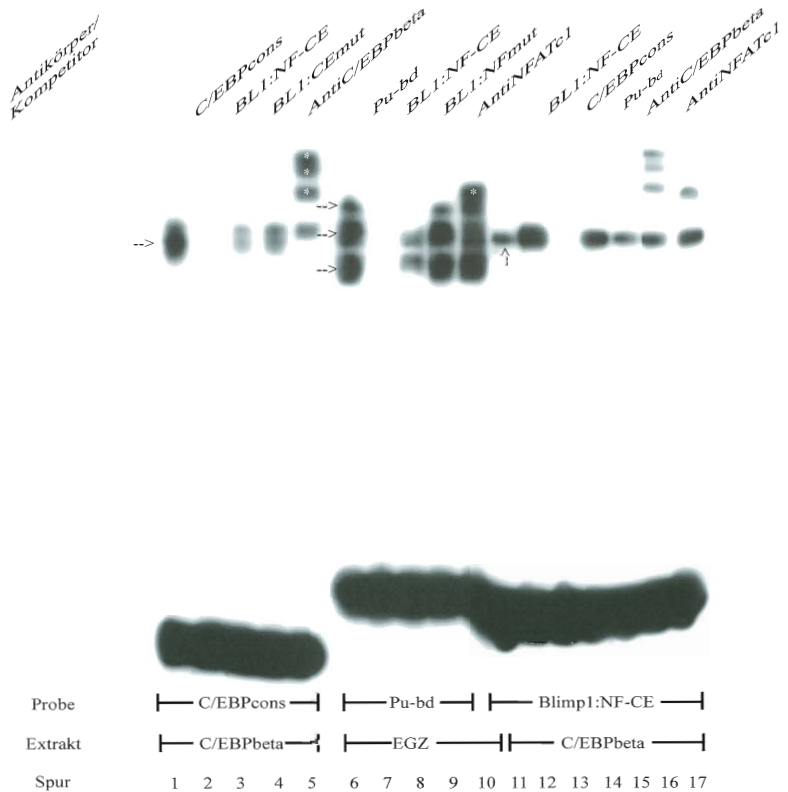 Antikörper/
Kompetitor
C/EBPcons
BL1:NF-CE
BL1:CEmut
AntiC/EBPbeta
Pu-bd
BL1:NF-CE
BL1:NFmut
AntiNFATc1
BL1:NF-CE
C/EBPcons
Pu-bd
AntiC/EBPbeta
AntiNFATc1
*
*
*
*
-->
-->
-->
-->
Probe C/EBPcons Pu-bd Blimp1:NF-CE
Extrakt C/EBPbeta EGZ C/EBPbeta
Spur 1 2 3 4 5 6 7 8 9 10 11 12 13 14 15 16 17